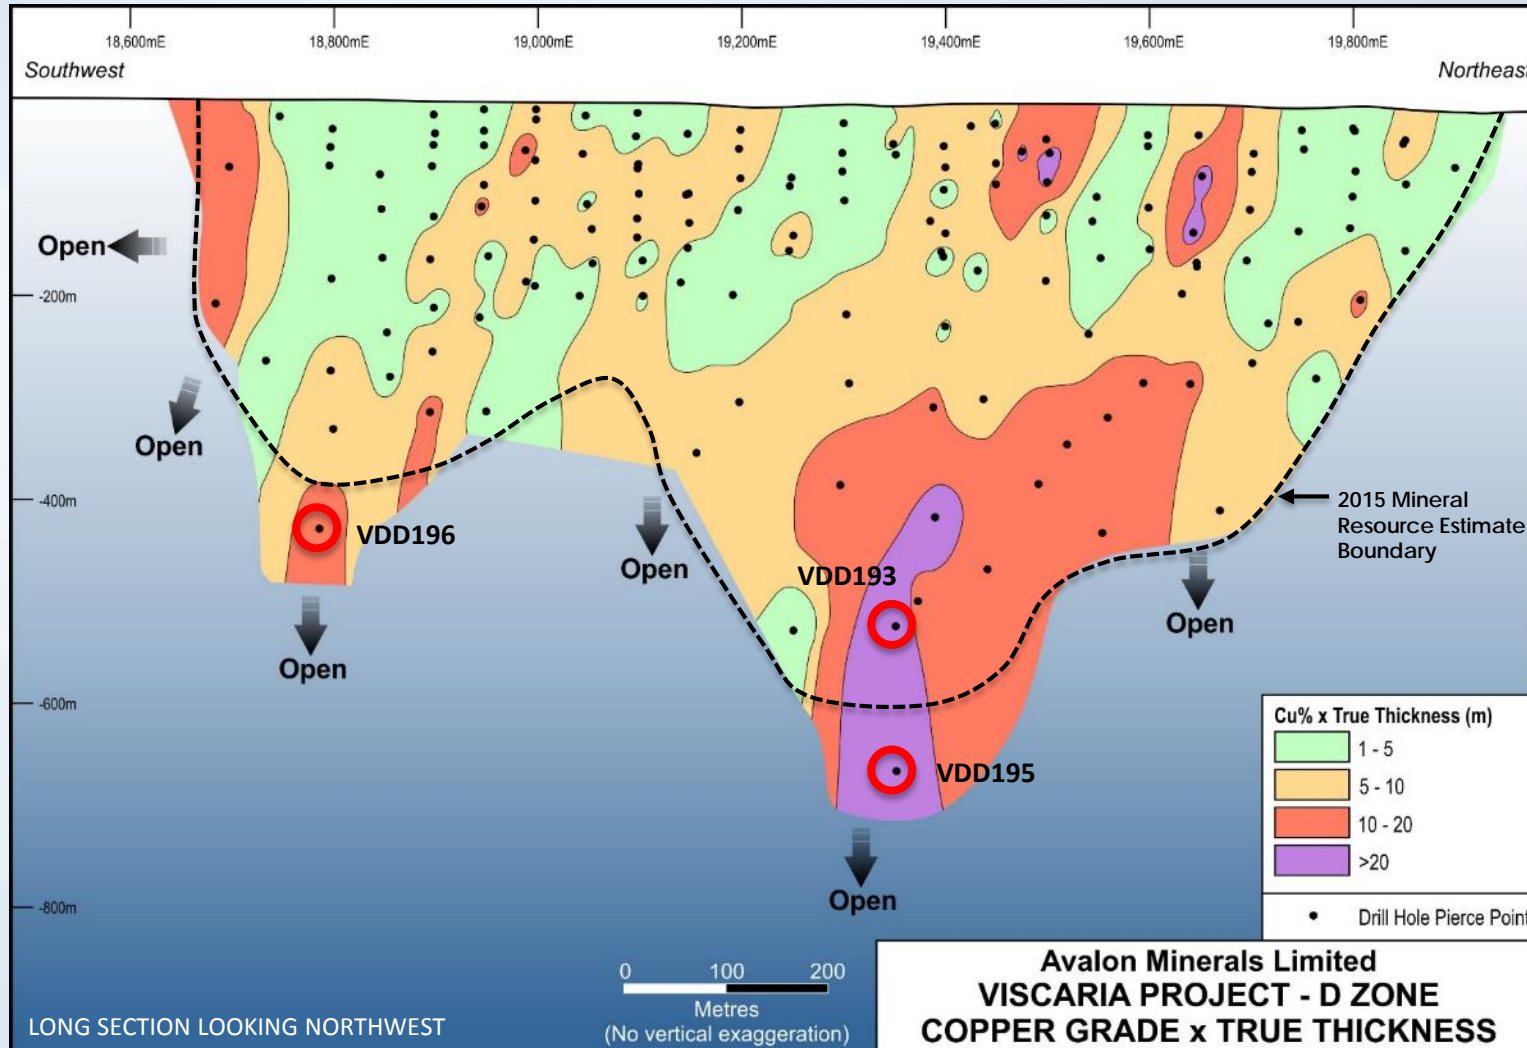 18,600mE 18,800mE 19,000mE 19,200mE 19,400mE 19,600mE 19,800mE
Southwest
Northeast
Open
-200m
Open
-400m
VDD196
2015 Mineral
Resource Estimate
Boundary
Open
VDD193
Open
Open
-600m
VDD195
Open
-800m
Cu% x True Thickness (m)
1 - 5
5 - 10
10 - 20
>20
Drill Hole Pierce Point
0 100 200
Metres
(No vertical exaggeration)
LONG SECTION LOOKING NORTHWEST
Avalon Minerals Limited
VISCARIA PROJECT - D ZONE
COPPER GRADE x TRUE THICKNESS